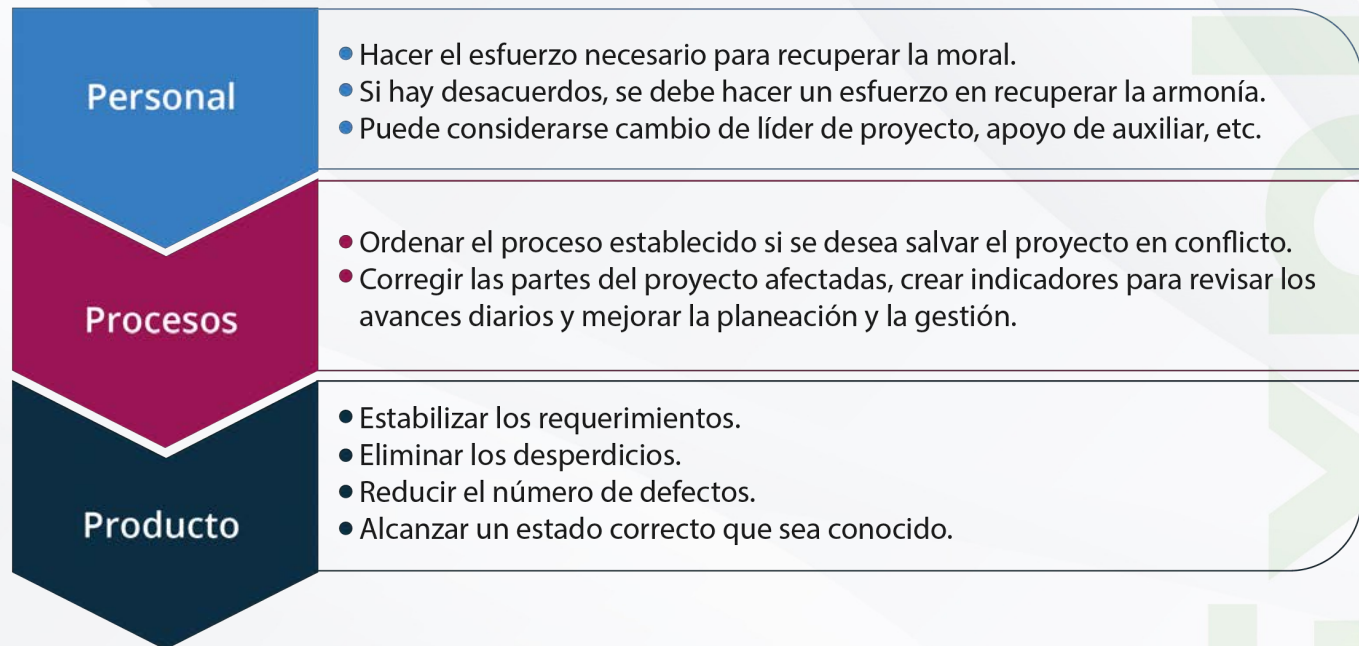 Personal
• Hacer el esfuerzo necesario para recuperar la moral.
• Si hay desacuerdos, se debe hacer un esfuerzo en recuperar la armonía.
• Puede considerarse cambio de líder de proyecto, apoyo de auxiliar, etc.
Procesos
• Ordenar el proceso establecido si se desea salvar el proyecto en conflicto.
• Corregir las partes del proyecto afectadas, crear indicadores para revisar los
avances diarios y mejorar la planeación y la gestión.
Producto
• Estabilizar los requerimientos.
• Eliminar los desperdicios.
• Reducir el número de defectos.
• Alcanzar un estado correcto que sea conocido.